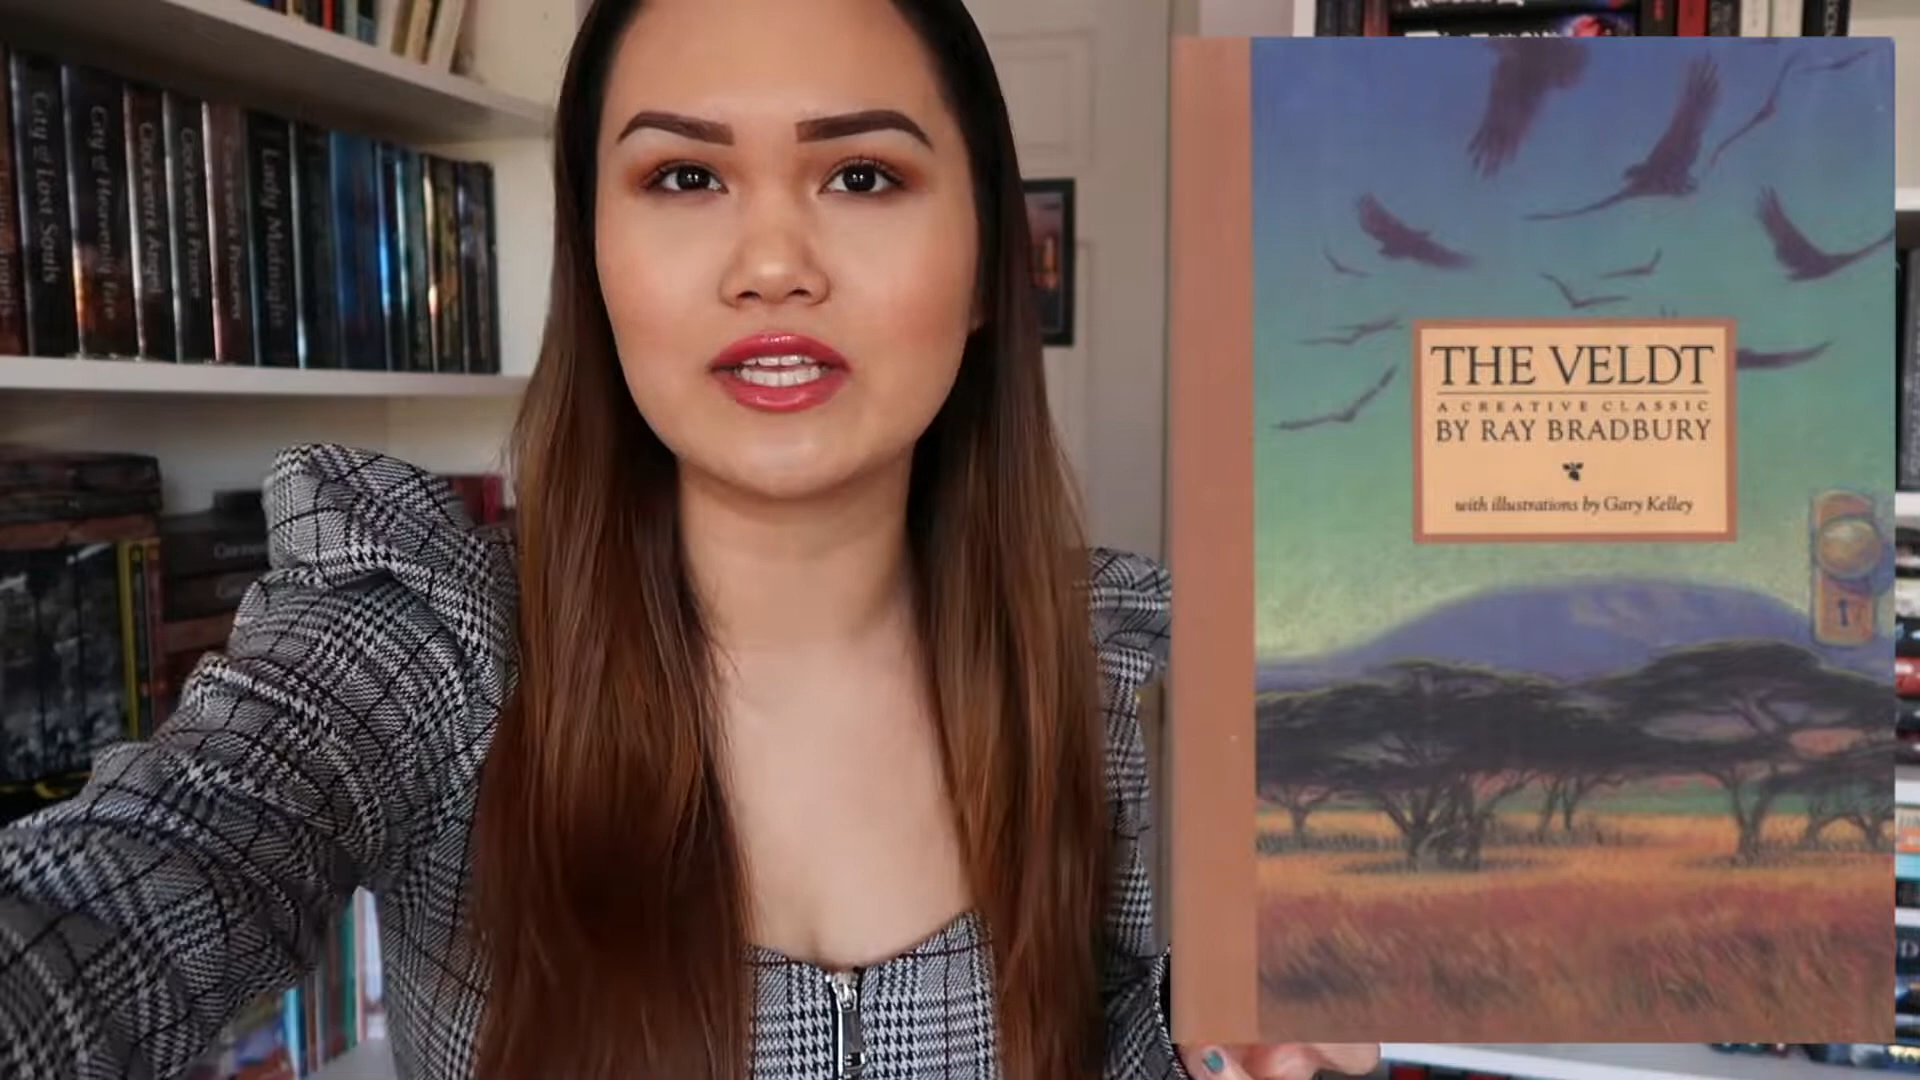 City of Lost Souls
City of Heavenly Fire
Clockwork Angel
Clockwork Prince
Clockwork Princess
Lady Midnight
THE VELDT
A CREATIVE CLASSIC
BY RAY BRADBURY
with illustrations by Gary Kelley
1